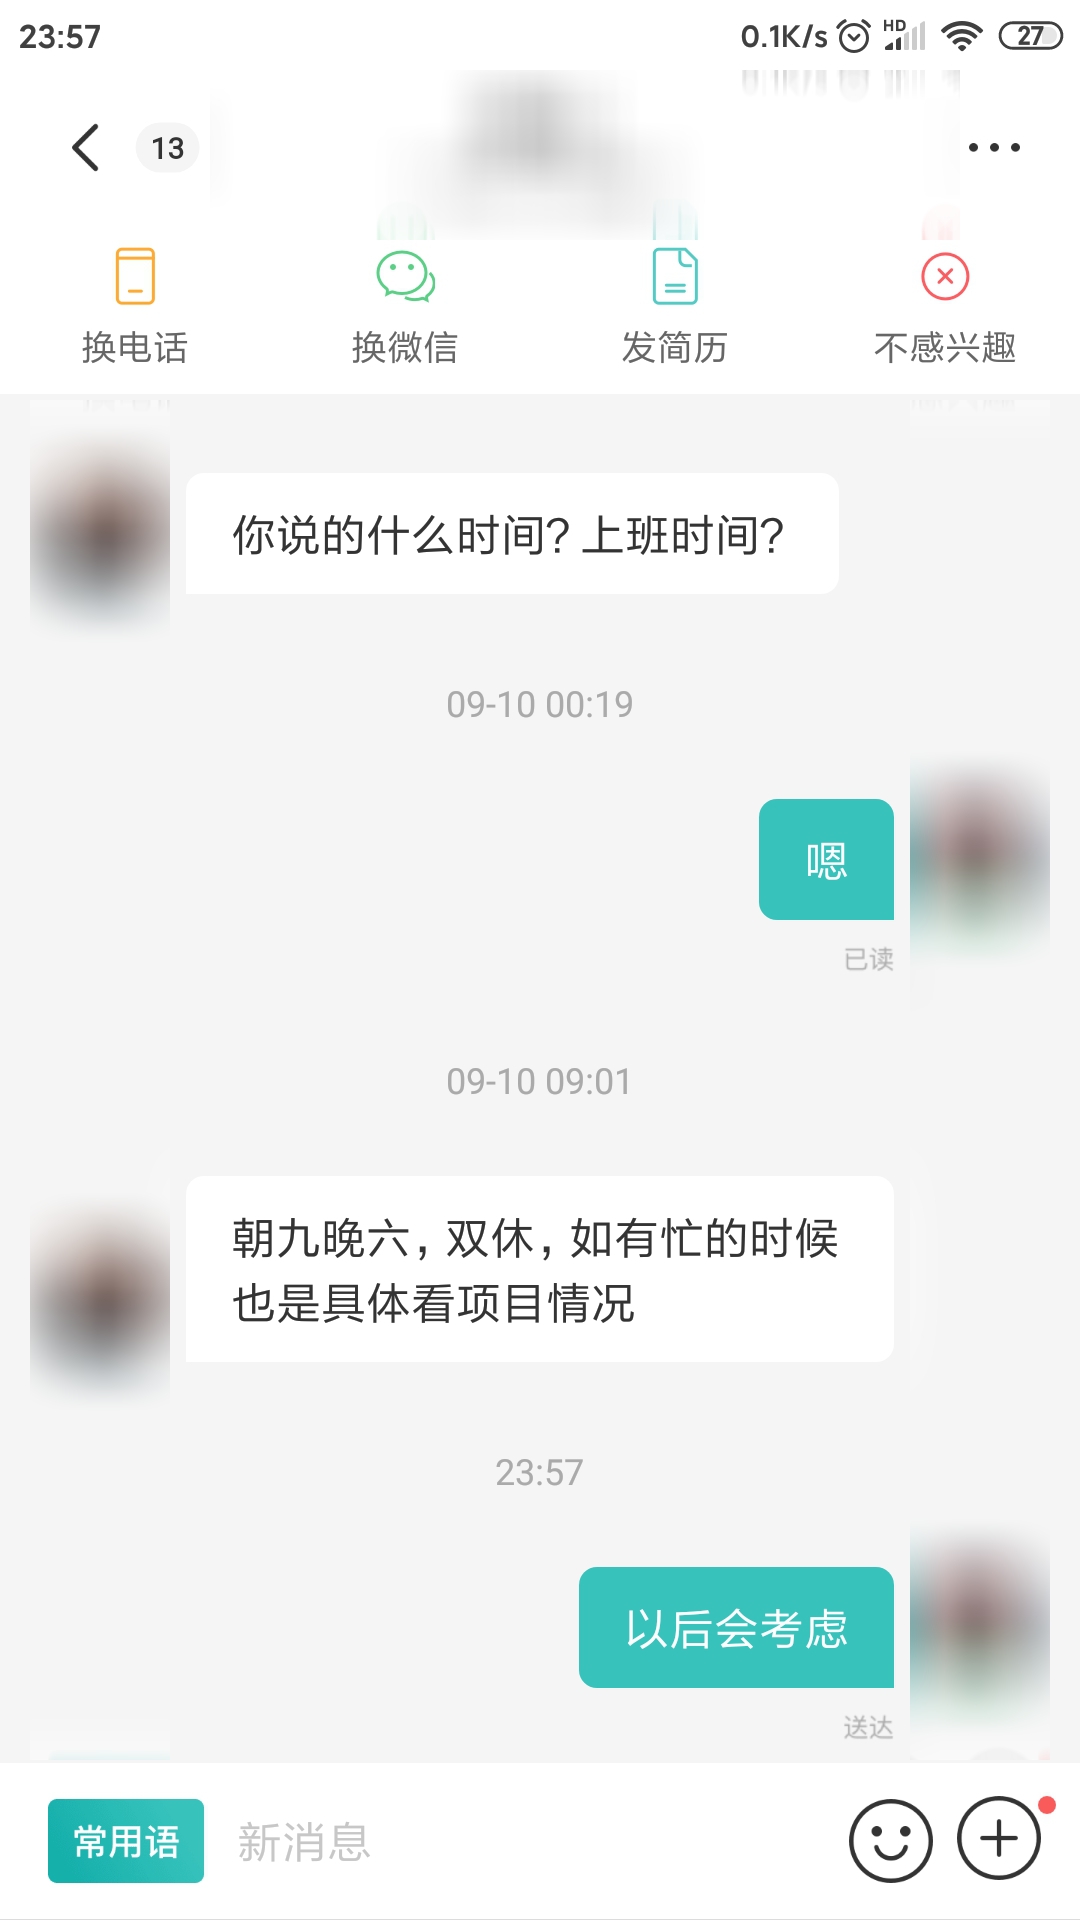 23:57 0.1K/s HD 27
13
换电话 换微信 发简历 不感兴趣
你说的什么时间？上班时间？
09-10 00:19
嗯
已读
09-10 09:01
朝九晚六，双休，如有忙的时候
也是具体看项目情况
23:57
以后会考虑
送达
常用语 新消息